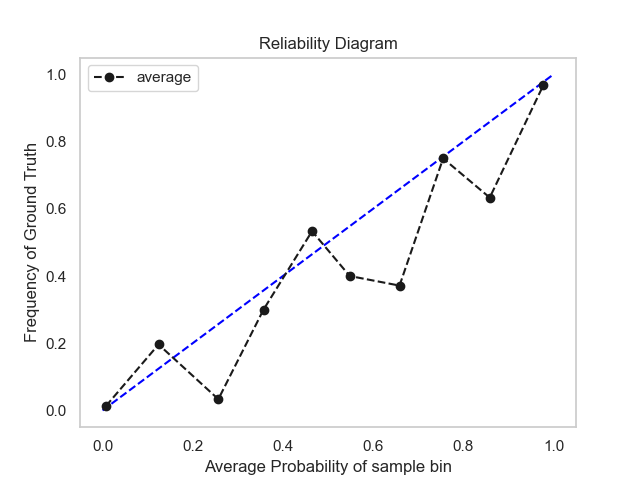 Reliability Diagram
average
Frequency of Ground Truth
1.0
0.8
0.6
0.4
0.2
0.0
0.0 0.2 0.4 0.6 0.8 1.0
Average Probability of sample bin